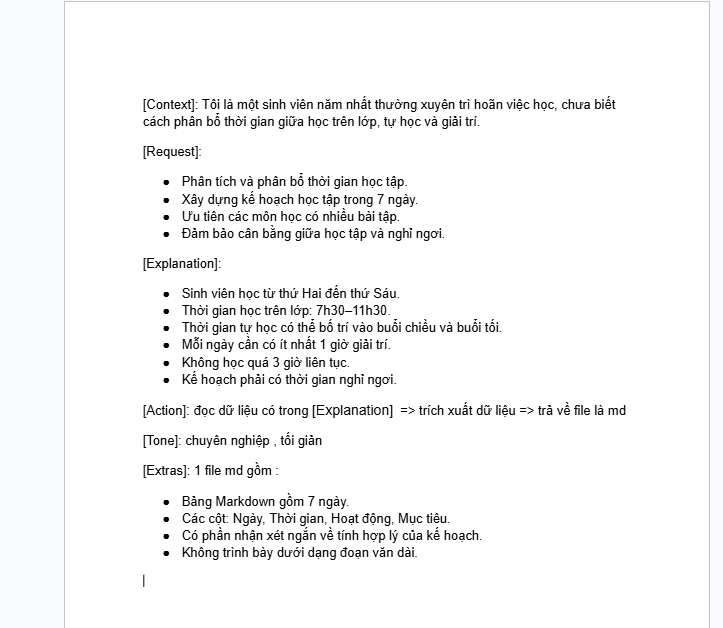 [Context]: Tôi là một sinh viên năm nhất thường xuyên trì hoãn việc học, chưa biết
cách phân bổ thời gian giữa học trên lớp, tự học và giải trí.
[Request]:
● Phân tích và phân bổ thời gian học tập.
● Xây dựng kế hoạch học tập trong 7 ngày.
● Ưu tiên các môn học có nhiều bài tập.
● Đảm bảo cân bằng giữa học tập và nghỉ ngơi.
[Explanation]:
● Sinh viên học từ thứ Hai đến thứ Sáu.
● Thời gian học trên lớp: 7h30–11h30.
● Thời gian tự học có thể bố trí vào buổi chiều và buổi tối.
● Mỗi ngày cần có ít nhất 1 giờ giải trí.
● Không học quá 3 giờ liên tục.
● Kế hoạch phải có thời gian nghỉ ngơi.
[Action]: đọc dữ liệu có trong [Explanation] => trích xuất dữ liệu => trả về file là md
[Tone]: chuyên nghiệp , tối giản
[Extras]: 1 file md gồm :
● Bảng Markdown gồm 7 ngày.
● Các cột: Ngày, Thời gian, Hoạt động, Mục tiêu.
● Có phần nhận xét ngắn về tính hợp lý của kế hoạch.
● Không trình bày dưới dạng đoạn văn dài.